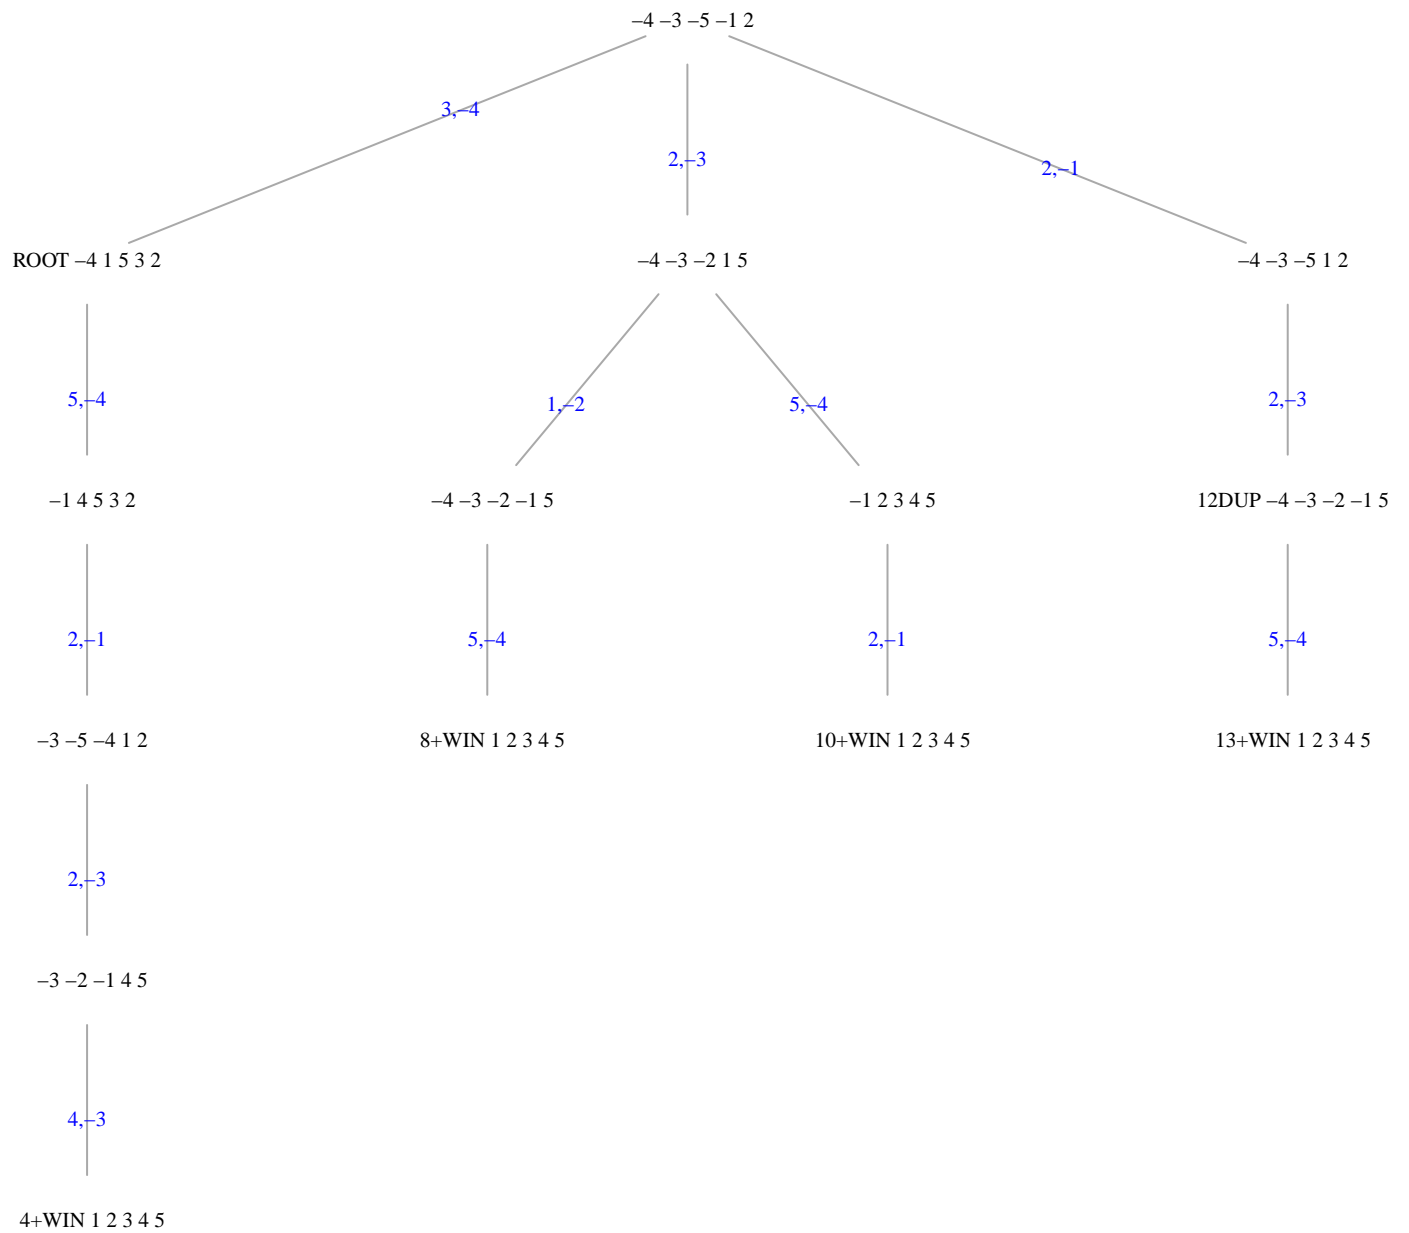 –4 –3 –5 –1 2
3,–4
2,–3
2,–1
ROOT –4 1 5 3 2
–4 –3 –2 1 5
–4 –3 –5 1 2
5,–4
1,–2
5,–4
2,–3
–1 4 5 3 2
–4 –3 –2 –1 5
–1 2 3 4 5
12DUP –4 –3 –2 –1 5
2,–1
5,–4
2,–1
5,–4
–3 –5 –4 1 2
8+WIN 1 2 3 4 5
10+WIN 1 2 3 4 5
13+WIN 1 2 3 4 5
2,–3
–3 –2 –1 4 5
4,–3
4+WIN 1 2 3 4 5